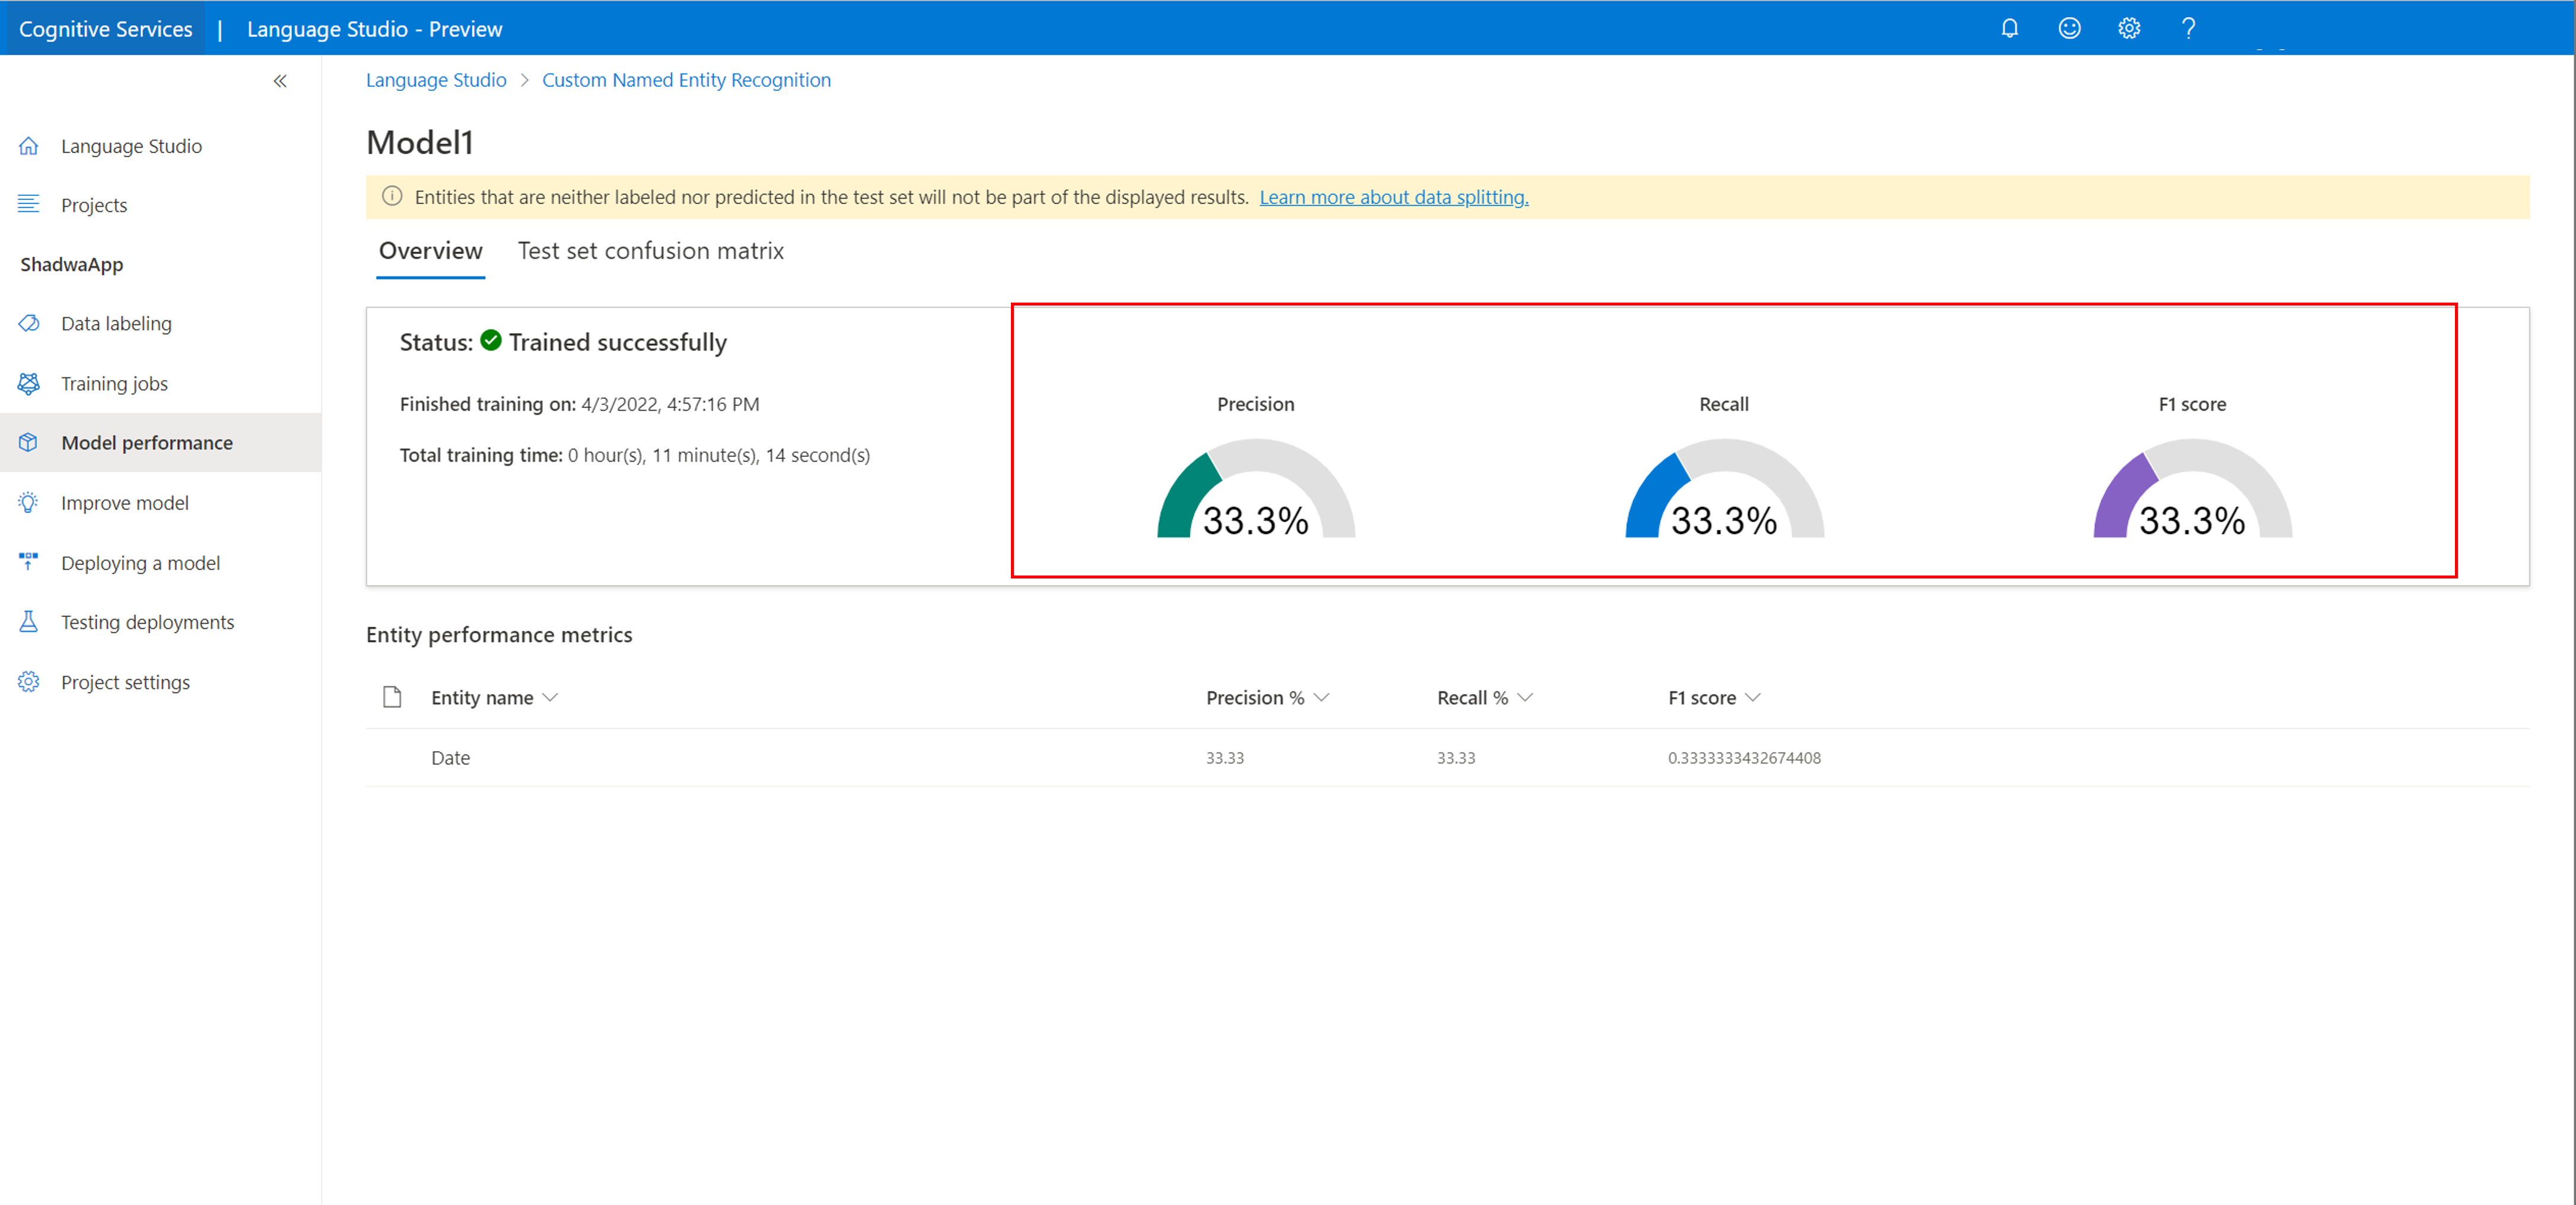 Cognitive Services | Language Studio - Preview
Language Studio > Custom Named Entity Recognition
Language Studio
Projects
ShadwaApp
Data labeling
Training jobs
Model performance
Improve model
Deploying a model
Testing deployments
Project settings
Model1
Entities that are neither labeled nor predicted in the test set will not be part of the displayed results. Learn more about data splitting.
Overview Test set confusion matrix
Status: Trained successfully
Finished training on: 4/3/2022, 4:57:16 PM
Total training time: 0 hour(s), 11 minute(s), 14 second(s)
Precision Recall F1 score
33.3% 33.3% 33.3%
Entity performance metrics
Entity name Precision % Recall % F1 score
Date 33.33 33.33 0.3333333432674408